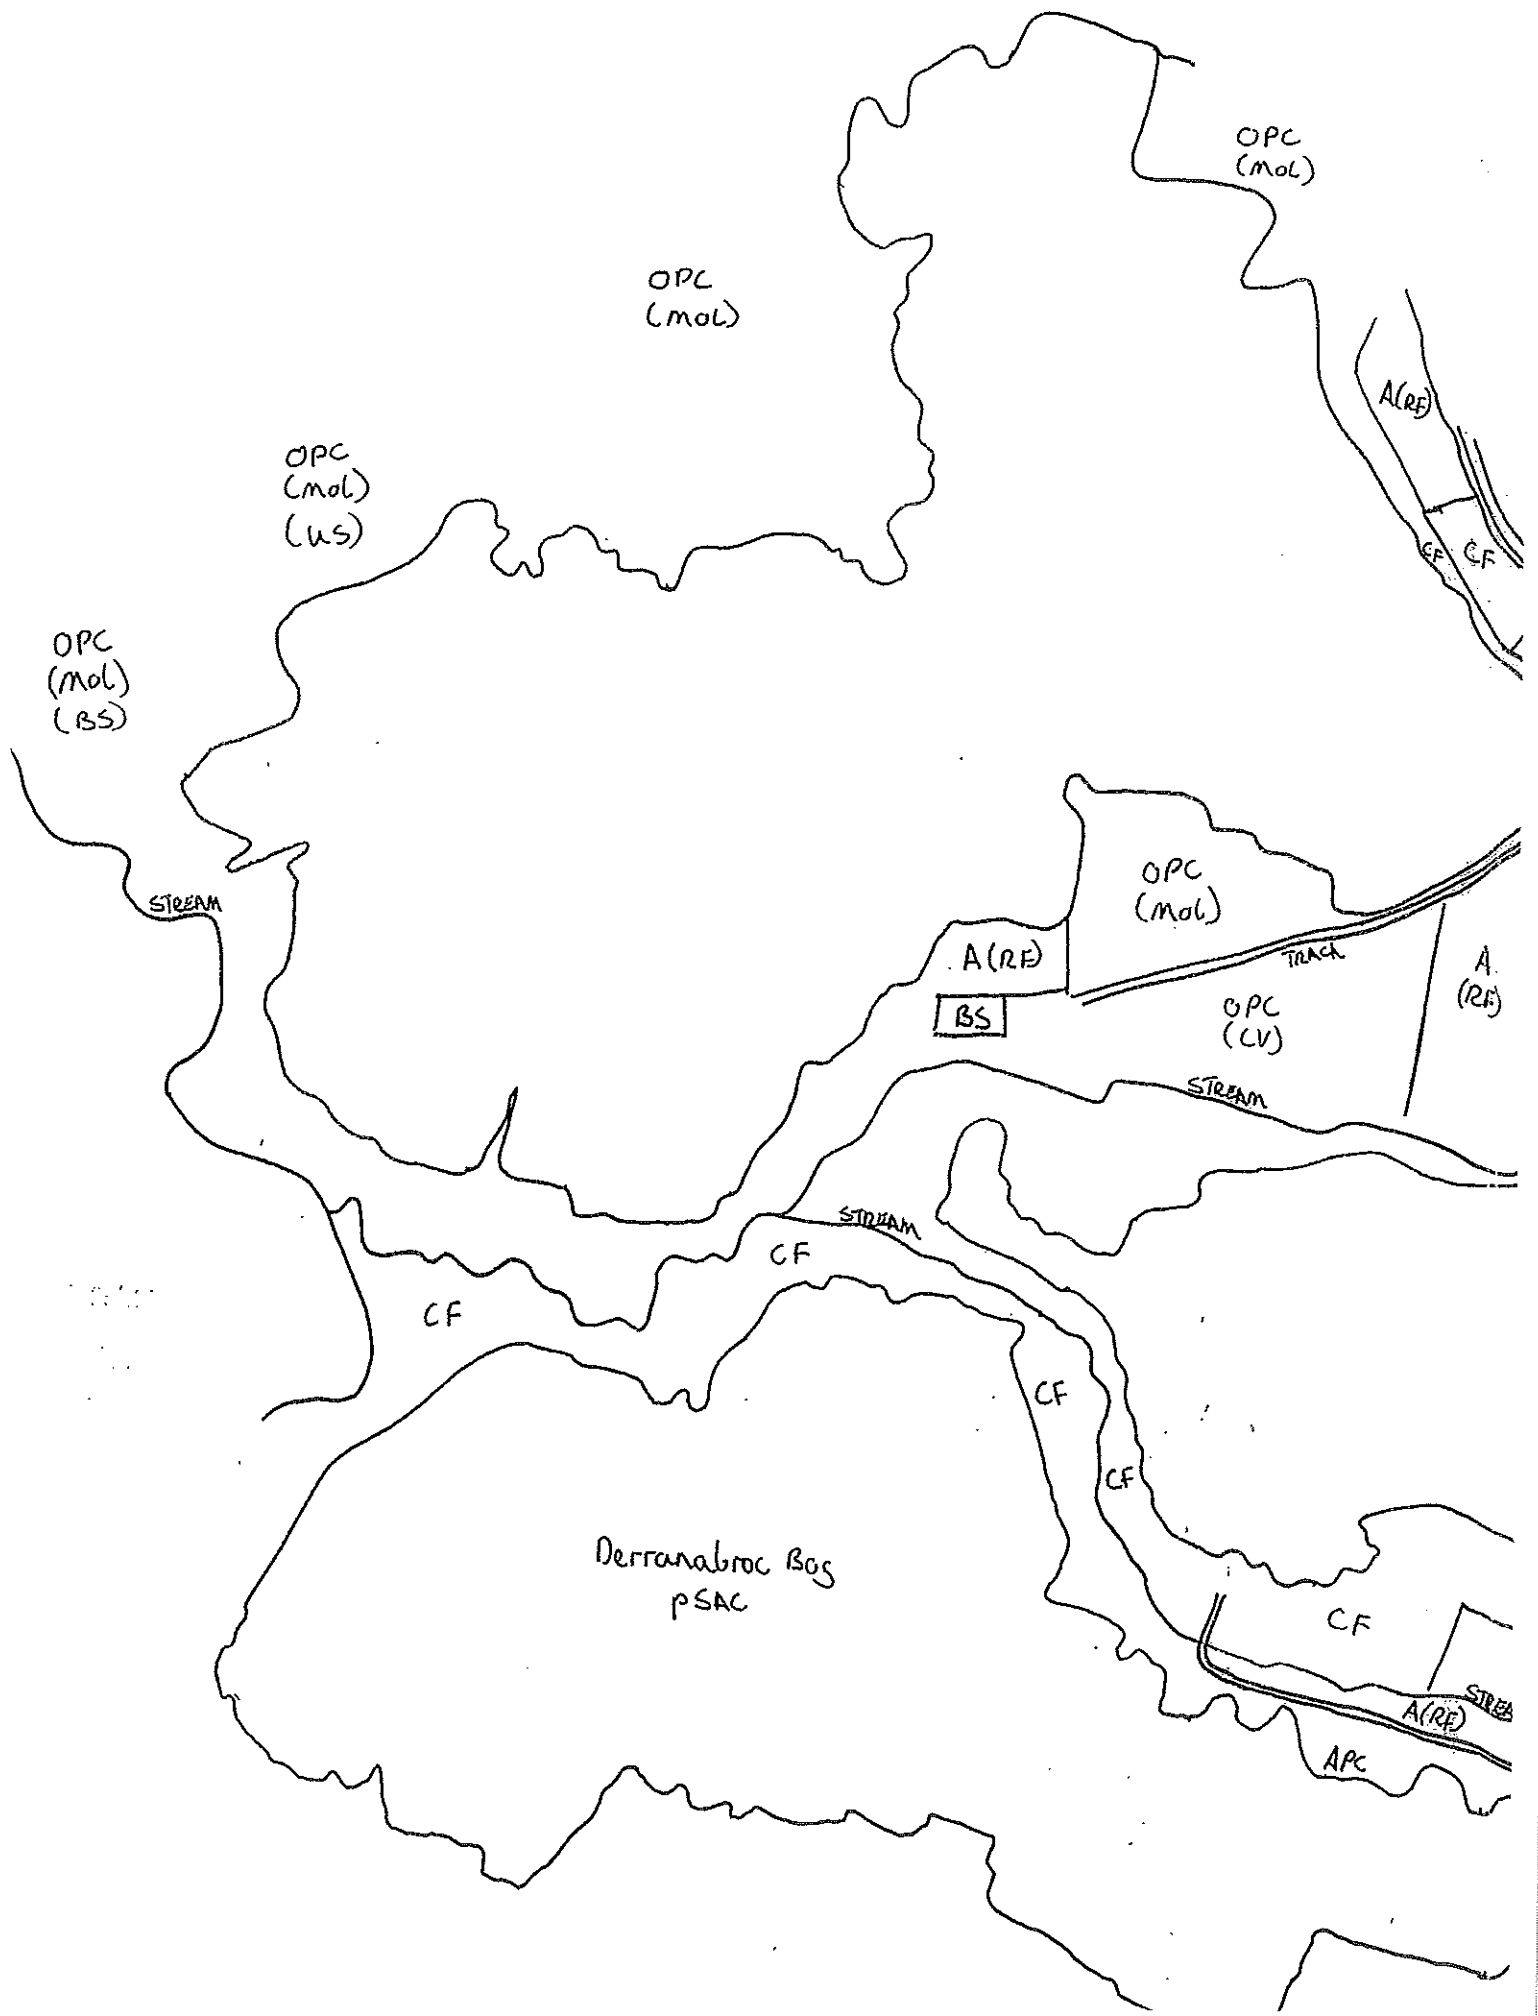 OPC
(MOL)
OPC
(MOL)
A(RF)
OPC
(MOL)
(US)
CF
CF
OPC
(MOL)
(BS)
STREAM
OPC
(MOL)
A(RF)
TRACK
A
(RF)
BS
OPC
(CV)
STREAM
STREAM
CF
CF
CF
CF
Derranabroc Bog
pSAC
CF
STREA
A(RF)
APC